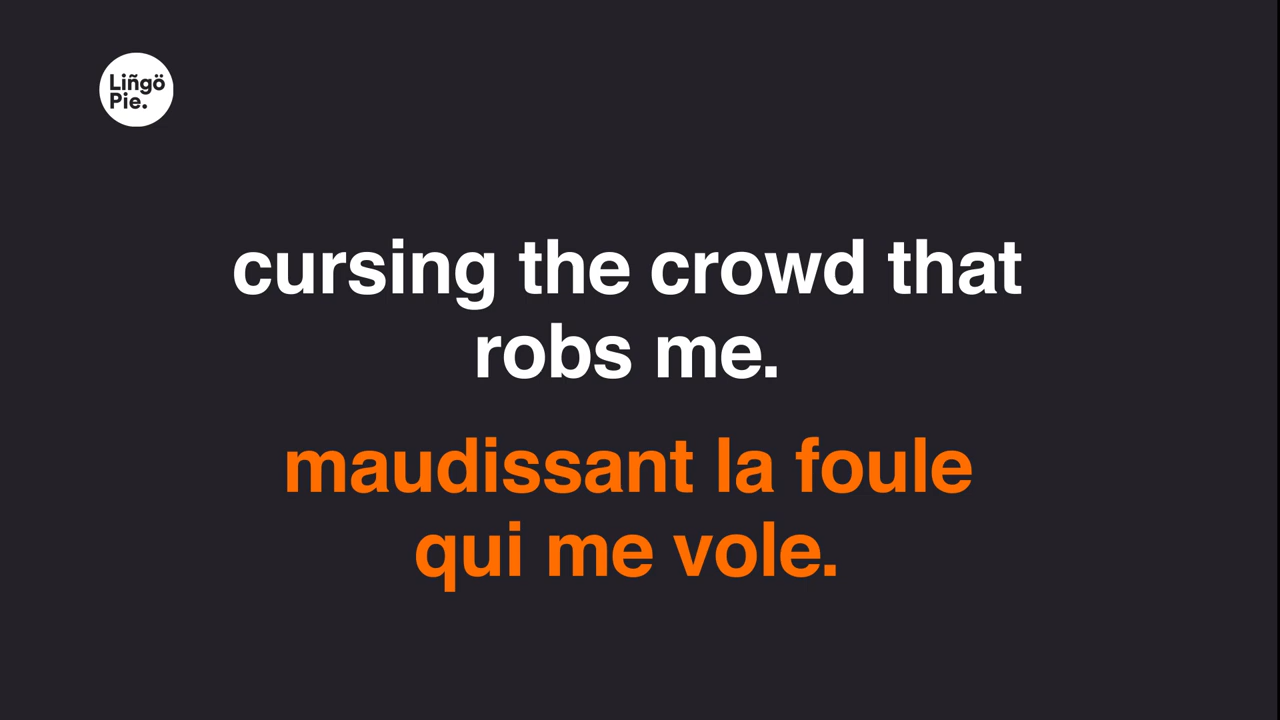 Liñgö
Pie.
cursing the crowd that
robs me.
maudissant la foule
qui me vole.